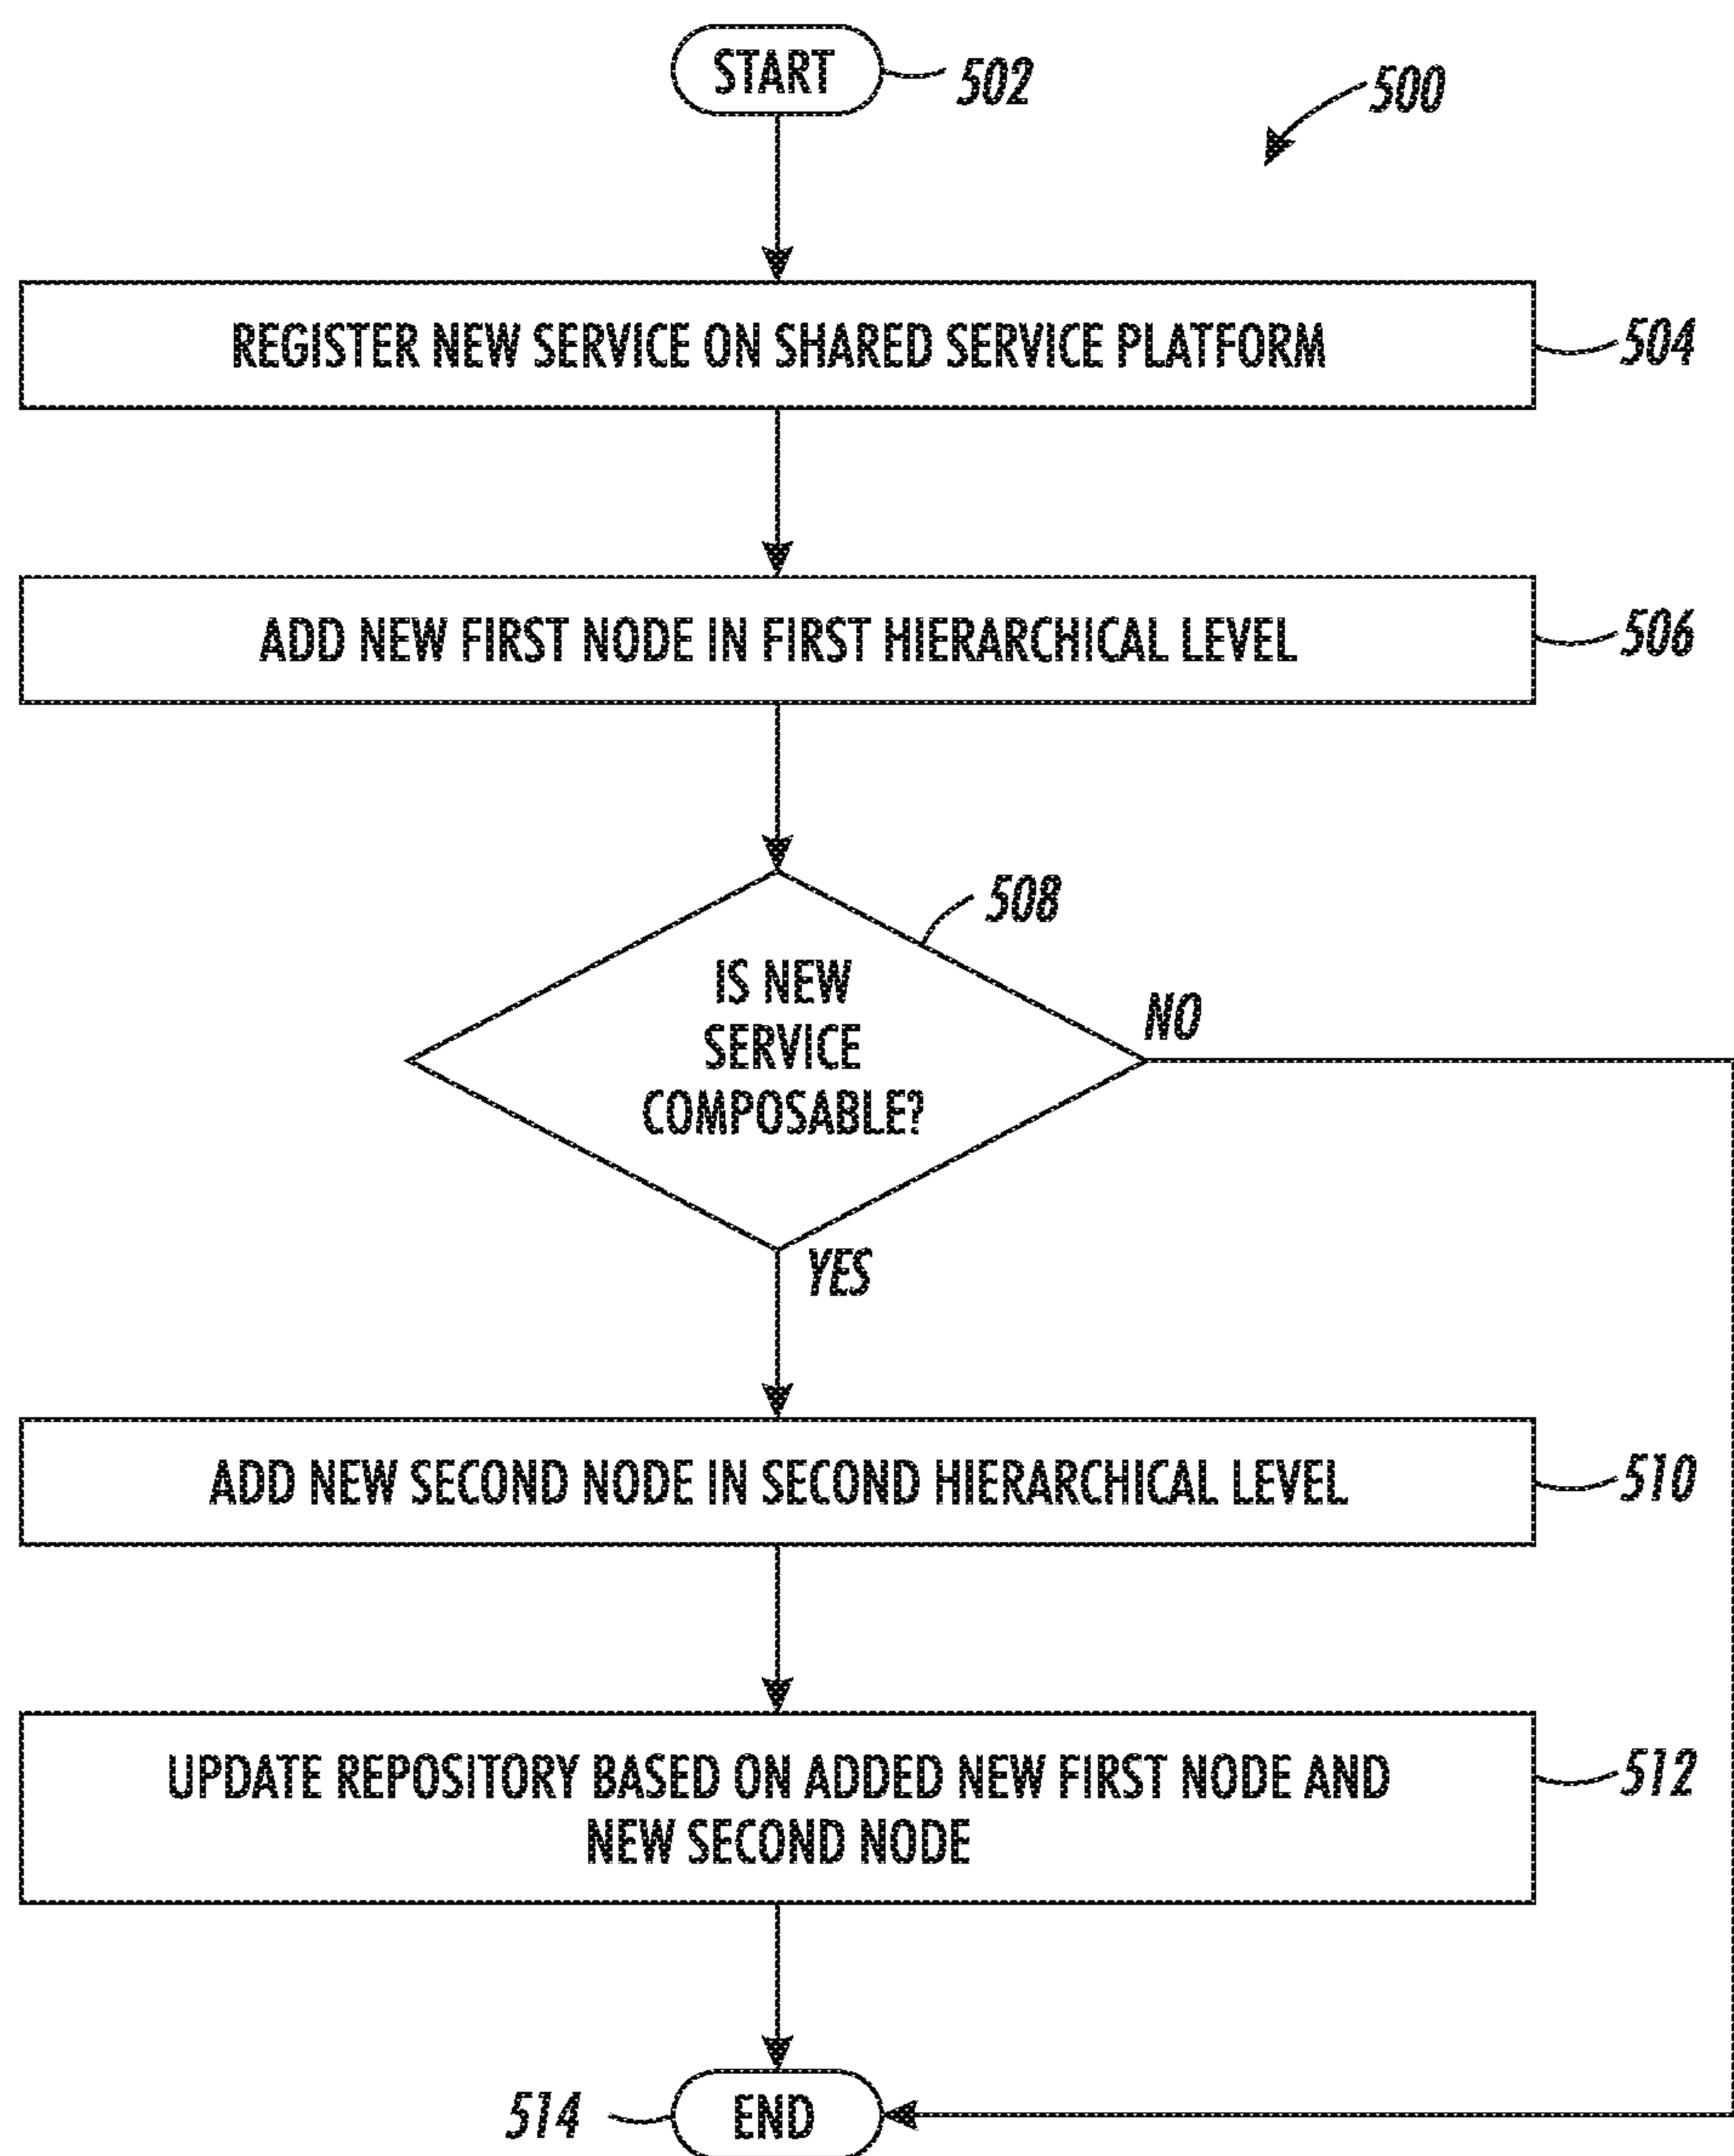 START
502
500
REGISTER NEW SERVICE ON SHARED SERVICE PLATFORM
504
ADD NEW FIRST NODE IN FIRST HIERARCHICAL LEVEL
506
508
IS NEW
SERVICE
COMPOSABLE?
NO
YES
ADD NEW SECOND NODE IN SECOND HIERARCHICAL LEVEL
510
UPDATE REPOSITORY BASED ON ADDED NEW FIRST NODE AND
NEW SECOND NODE
512
514
END